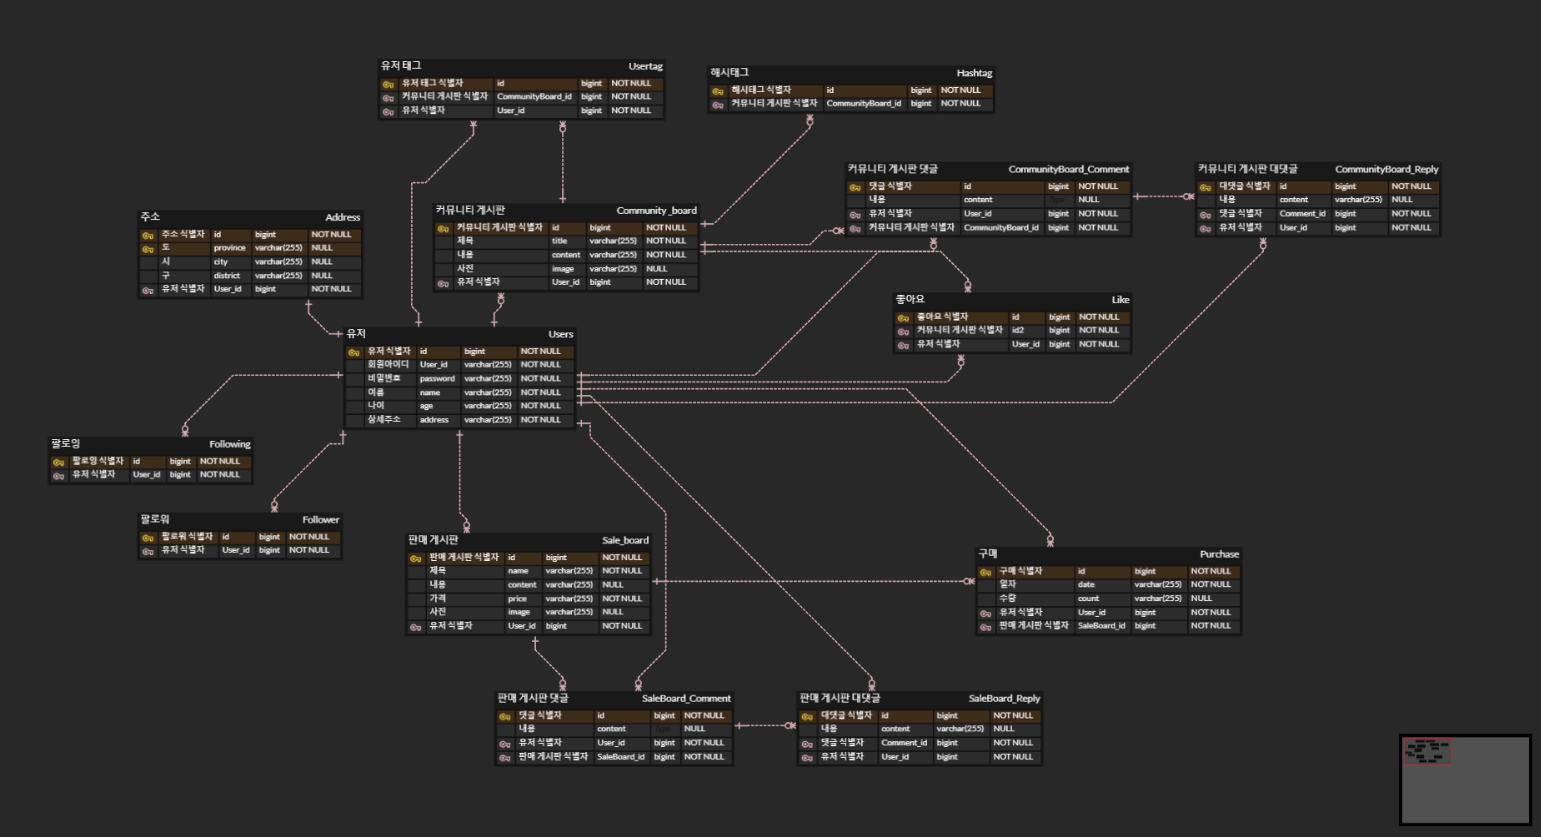 유저 태그 Usertag
유저 태그 식별자 id bigint NOT NULL
커뮤니티 게시판 식별자 CommunityBoard_id bigint NOT NULL
유저 식별자 User_id bigint NOT NULL
해시태그 Hashtag
해시태그 식별자 id bigint NOT NULL
커뮤니티 게시판 식별자 CommunityBoard_id bigint NOT NULL
커뮤니티 게시판 댓글 CommunityBoard_Comment
댓글 식별자 id bigint NOT NULL
내용 content Type NULL
유저 식별자 User_id bigint NOT NULL
커뮤니티 게시판 식별자 CommunityBoard_id bigint NOT NULL
커뮤니티 게시판 대댓글 CommunityBoard_Reply
대댓글 식별자 id bigint NOT NULL
내용 content varchar(255) NULL
댓글 식별자 Comment_id bigint NOT NULL
유저 식별자 User_id bigint NOT NULL
주소 Address
주소 식별자 id bigint NOT NULL
도 province varchar(255) NULL
시 city varchar(255) NULL
구 district varchar(255) NULL
유저 식별자 User_id bigint NOT NULL
커뮤니티 게시판 Community _board
커뮤니티 게시판 식별자 id bigint NOT NULL
제목 title varchar(255) NOT NULL
내용 content varchar(255) NOT NULL
사진 image varchar(255) NULL
유저 식별자 User_id bigint NOT NULL
좋아요 Like
좋아요 식별자 id bigint NOT NULL
커뮤니티 게시판 식별자 id2 bigint NOT NULL
유저 식별자 User_id bigint NOT NULL
유저 Users
유저 식별자 id bigint NOT NULL
회원아이디 User_id varchar(255) NOT NULL
비밀번호 password varchar(255) NOT NULL
이름 name varchar(255) NOT NULL
나이 age varchar(255) NOT NULL
상세주소 address varchar(255) NOT NULL
팔로잉 Following
팔로잉 식별자 id bigint NOT NULL
유저 식별자 User_id bigint NOT NULL
팔로워 Follower
팔로워 식별자 id bigint NOT NULL
유저 식별자 User_id bigint NOT NULL
판매 게시판 Sale_board
판매 게시판 식별자 id bigint NOT NULL
제목 name varchar(255) NOT NULL
내용 content varchar(255) NULL
가격 price varchar(255) NOT NULL
사진 image varchar(255) NULL
유저 식별자 User_id bigint NOT NULL
구매 Purchase
구매 식별자 id bigint NOT NULL
일자 date varchar(255) NOT NULL
수량 count varchar(255) NULL
유저 식별자 User_id bigint NOT NULL
판매 게시판 식별자 SaleBoard_id bigint NOT NULL
판매 게시판 댓글 SaleBoard_Comment
댓글 식별자 id bigint NOT NULL
내용 content Type NULL
유저 식별자 User_id bigint NOT NULL
판매 게시판 식별자 SaleBoard_id bigint NOT NULL
판매 게시판 대댓글 SaleBoard_Reply
대댓글 식별자 id bigint NOT NULL
내용 content varchar(255) NULL
댓글 식별자 Comment_id bigint NOT NULL
유저 식별자 User_id bigint NOT NULL